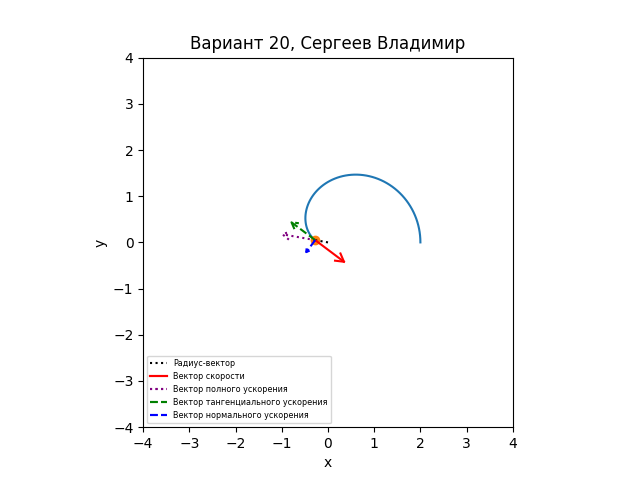 Вариант 20, Сергеев Владимир
4
3
2
1
0
−1
−2
−3
−4
y
Радиус-вектор
Вектор скорости
Вектор полного ускорения
Вектор тангенциального ускорения
Вектор нормального ускорения
−4 −3 −2 −1 0 1 2 3 4
x